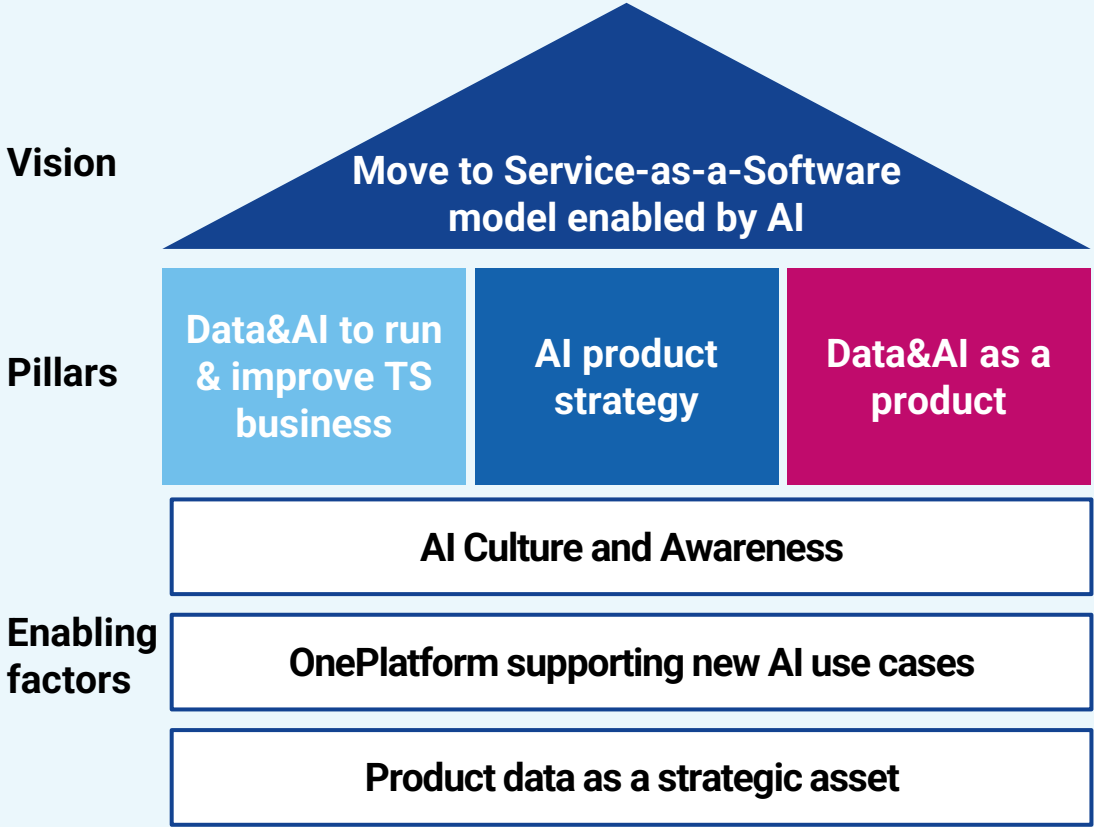 Vision
Move to Service-as-a-Software
model enabled by AI
Pillars
Data&AI to run
& improve TS
business
AI product
strategy
Data&AI as a
product
Enabling
factors
AI Culture and Awareness
OnePlatform supporting new AI use cases
Product data as a strategic asset